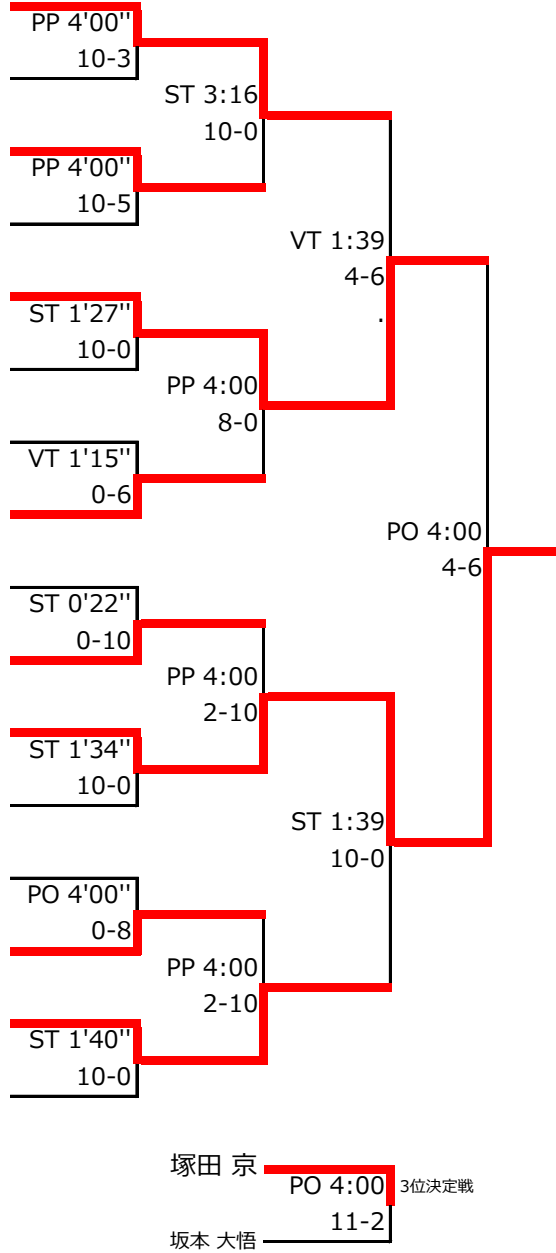 PP 4'00''
10-3
ST 3:16
10-0
PP 4'00''
10-5
VT 1:39
4-6
.
ST 1'27''
10-0
PP 4:00
8-0
VT 1'15''
0-6
PO 4:00
4-6
ST 0'22''
0-10
PP 4:00
2-10
ST 1'34''
10-0
ST 1:39
10-0
PO 4'00''
0-8
PP 4:00
2-10
ST 1'40''
10-0
塚田 京
PO 4:00 3位決定戦
11-2
坂本 大悟